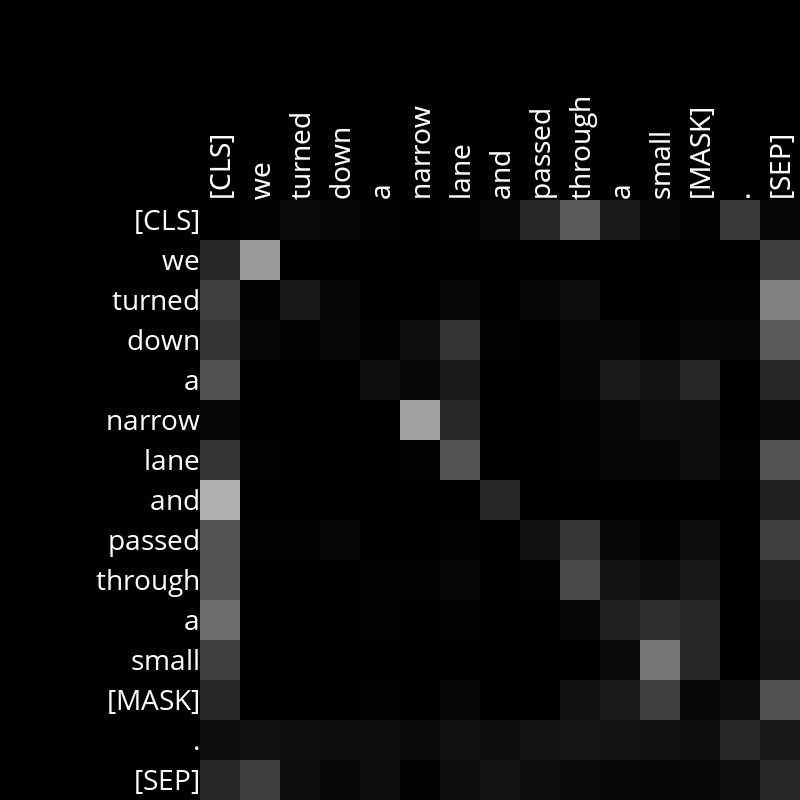 [CLS] we turned down a narrow lane and passed through a small [MASK] . [SEP]
[CLS]
we
turned
down
a
narrow
lane
and
passed
through
a
small
[MASK]
.
[SEP]